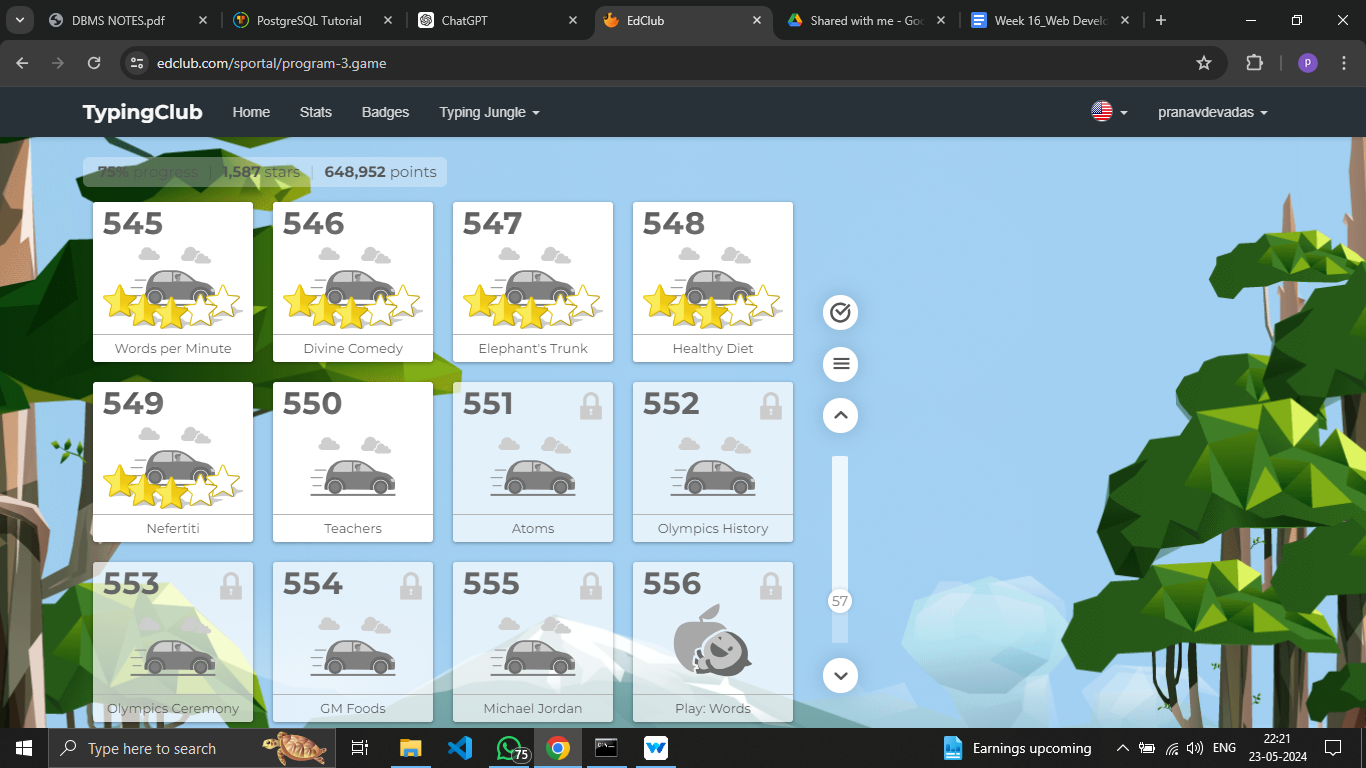 DBMS NOTES.pdf
PostgreSQL Tutorial
ChatGPT
EdClub
Shared with me - Goo
Week 16_Web Develo
edclub.com/sportal/program-3.game
p
TypingClub
Home
Stats
Badges
Typing Jungle
pranavdevadas
75% progress | 1,587 stars | 648,952 points
545
546
547
548
Words per Minute
Divine Comedy
Elephant's Trunk
Healthy Diet
549
550
551
552
Nefertiti
Teachers
Atoms
Olympics History
553
554
555
556
57
Olympics Ceremony
GM Foods
Michael Jordan
Play: Words
Type here to search
75
W
Earnings upcoming
ENG
22:21
23-05-2024